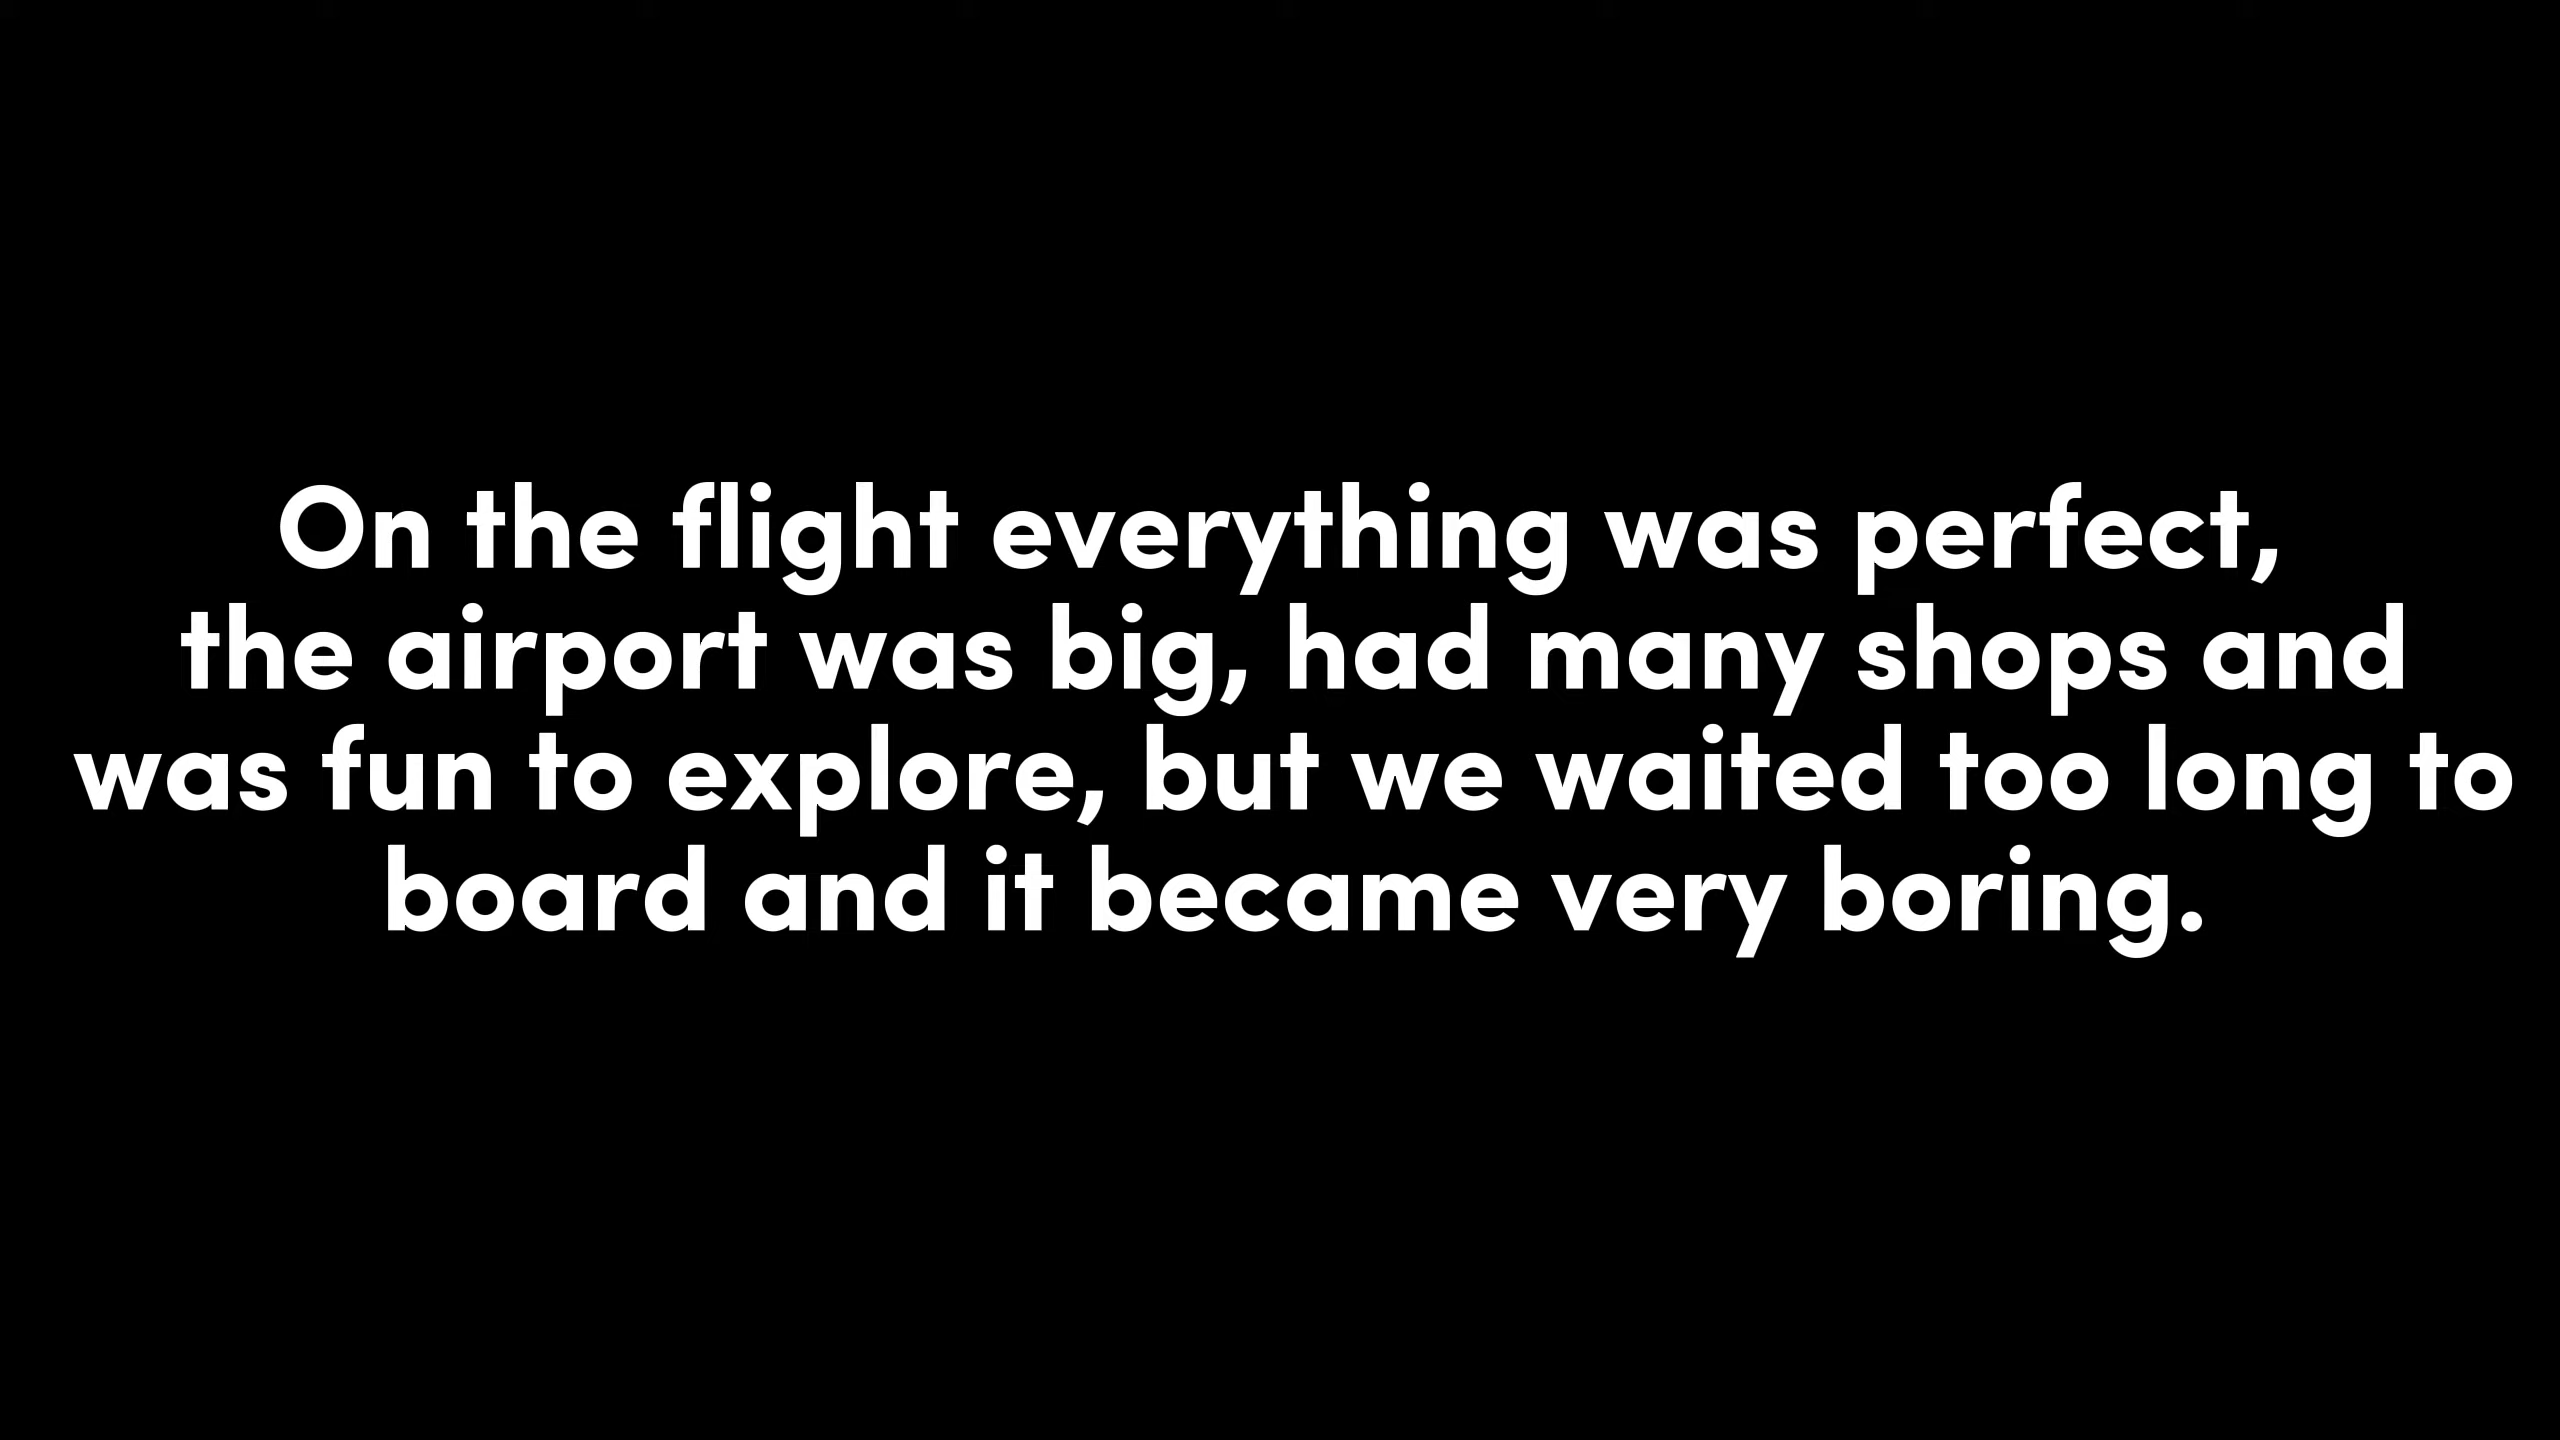 On the flight everything was perfect,
the airport was big, had many shops and
was fun to explore, but we waited too long to
board and it became very boring.